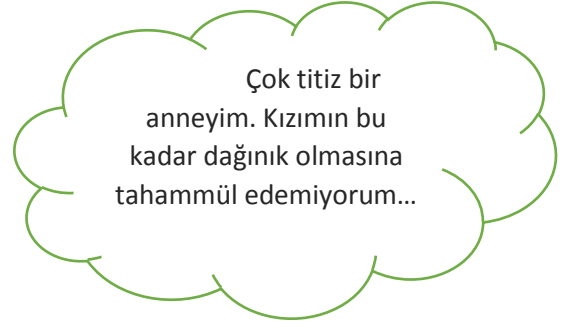 Çok titiz bir
anneyim. Kızımın bu
kadar dağınık olmasına
tahammül edemiyorum…